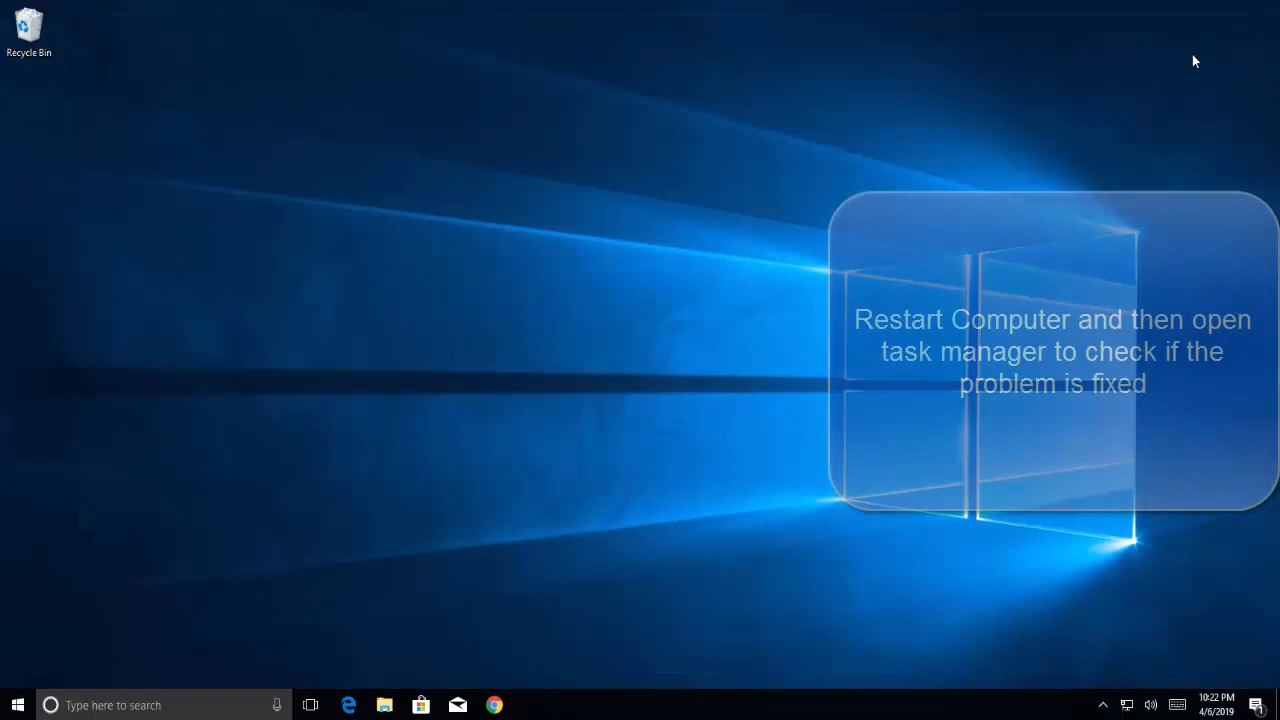 Recycle Bin
Restart Computer and then open
task manager to check if the
problem is fixed
Type here to search
10:22 PM
4/6/2019
1